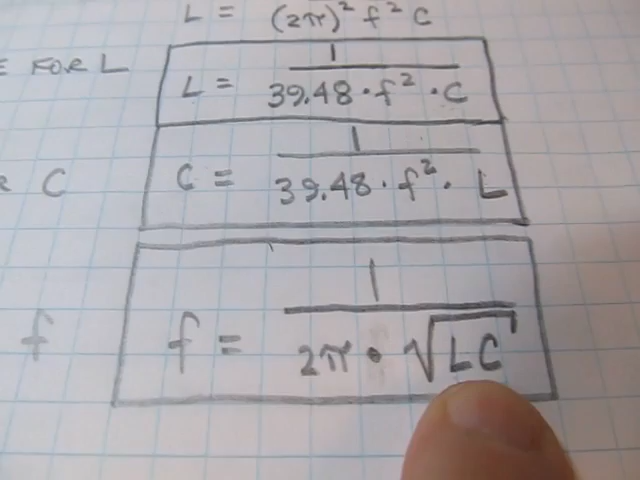 L = (2π)² f² C
E FOR L
L = 1 / 39.48 · f² · C
R C
C = 1 / 39.48 · f² · L
f
f = 1 / 2π • √LC